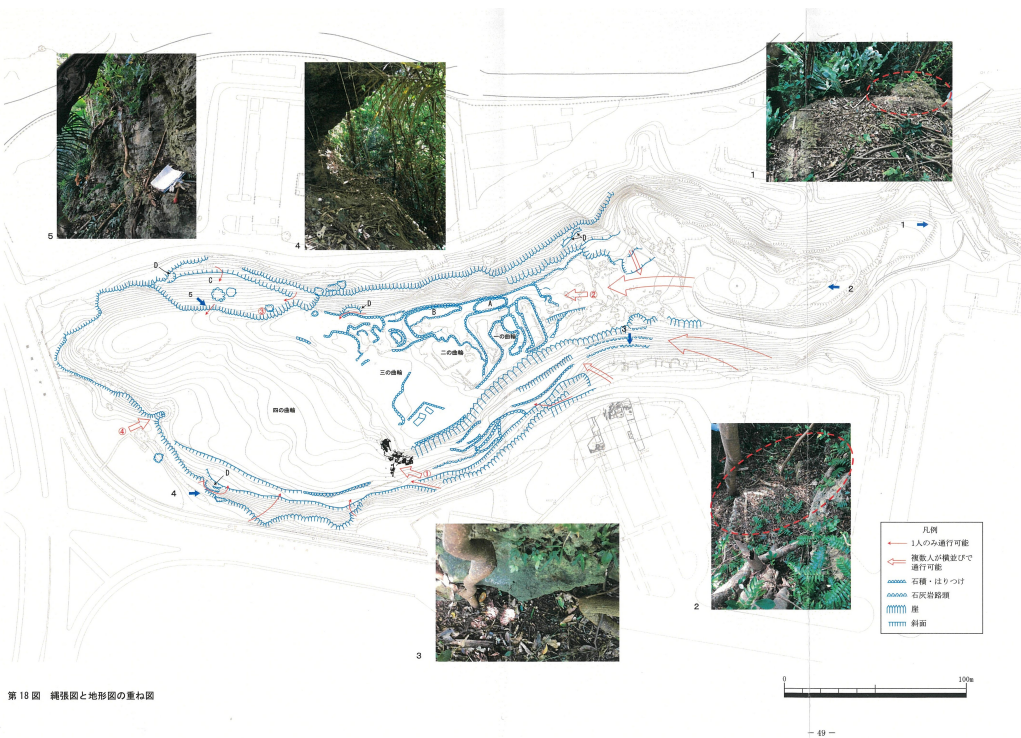 5
4
1
1
2
D
C
5
③
D
D
②
A
B
一の曲輪
二の曲輪
三の曲輪
四の曲輪
3
④
①
D
4
3
2
凡例
1人のみ通行可能
複数人が横並びで
通行可能
石積・はりつけ
石灰岩路頭
崖
斜面
0
100m
第 18 図 縄張図と地形図の重ね図
— 49 —